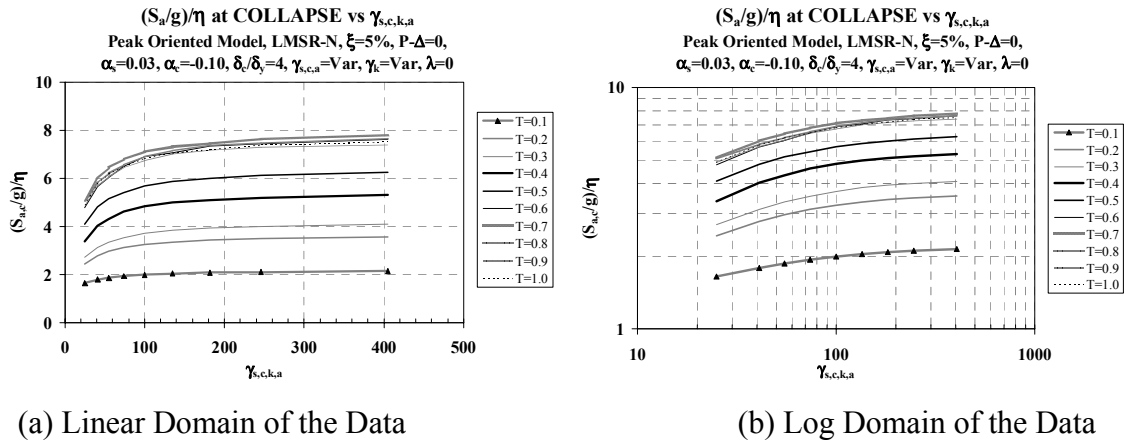 (Sₐ/g)/η at COLLAPSE vs γs,c,k,a
Peak Oriented Model, LMSR-N, ξ=5%, P-Δ=0,
αs=0.03, αc=-0.10, δc/δy=4, γs,c,a=Var, γk=Var, λ=0
(Sa,c/g)/η
10
8
6
4
2
0
0 100 200 300 400 500
γs,c,k,a
T=0.1
T=0.2
T=0.3
T=0.4
T=0.5
T=0.6
T=0.7
T=0.8
T=0.9
T=1.0
(a) Linear Domain of the Data
(Sₐ/g)/η at COLLAPSE vs γs,c,k,a
Peak Oriented Model, LMSR-N, ξ=5%, P-Δ=0,
αs=0.03, αc=-0.10, δc/δy=4, γs,c,a=Var, γk=Var, λ=0
(Sa,c/g)/η
10
1
10 100 1000
γs,c,k,a
T=0.1
T=0.2
T=0.3
T=0.4
T=0.5
T=0.6
T=0.7
T=0.8
T=0.9
T=1.0
(b) Log Domain of the Data